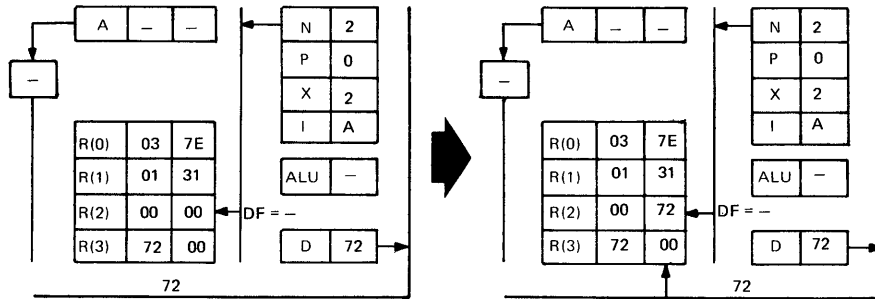 A — —
N 2
P 0
X 2
I A
—
R(0) 03 7E
R(1) 01 31
R(2) 00 00
R(3) 72 00
ALU —
DF = —
D 72
72
A — —
N 2
P 0
X 2
I A
—
R(0) 03 7E
R(1) 01 31
R(2) 00 72
R(3) 72 00
ALU —
DF = —
D 72
72